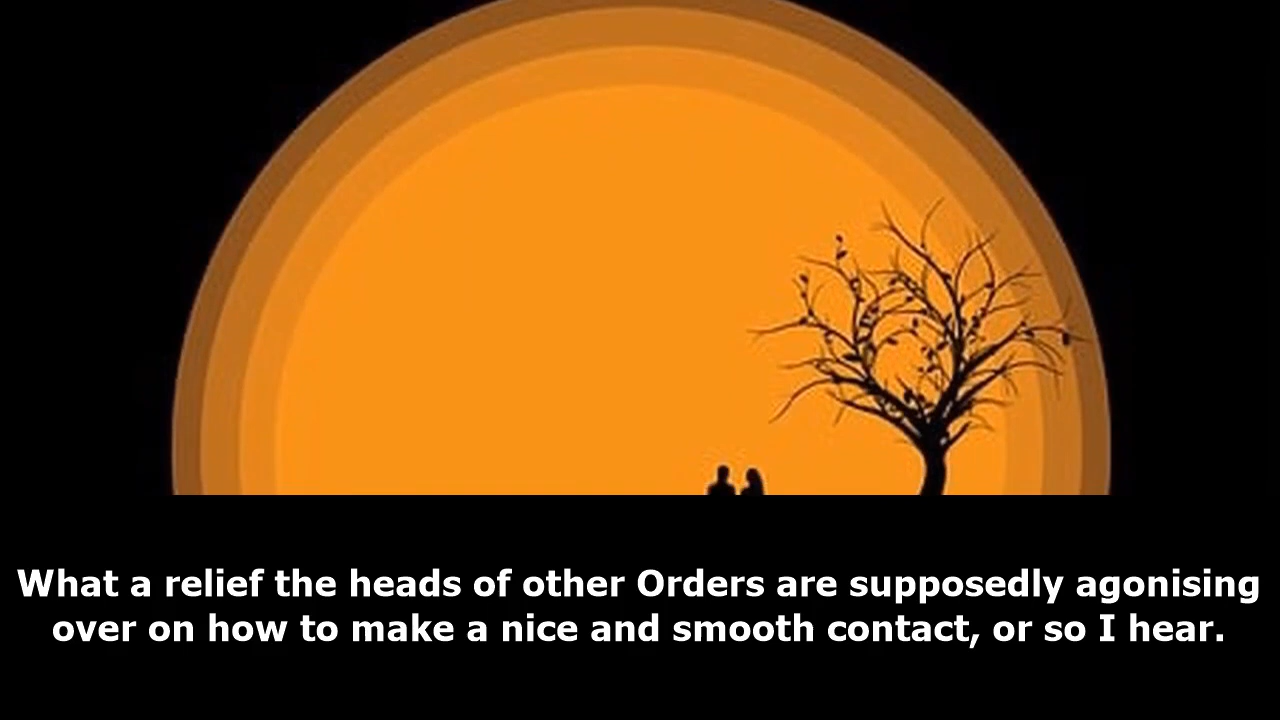 What a relief the heads of other Orders are supposedly agonising
over on how to make a nice and smooth contact, or so I hear.